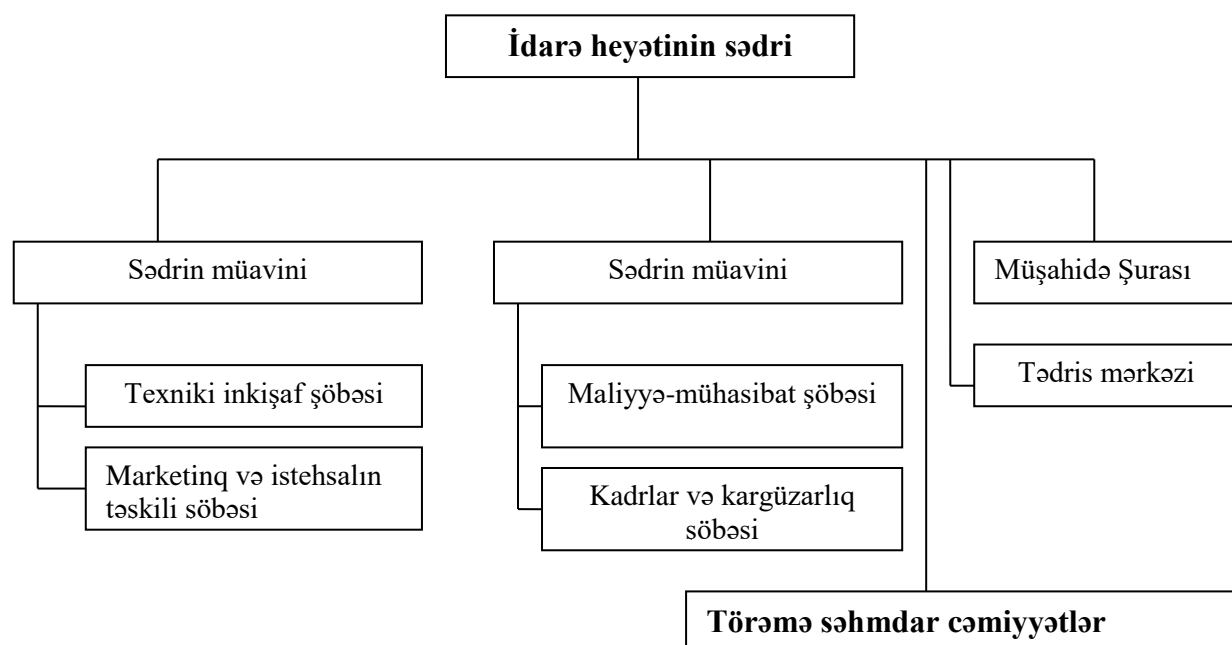 İdarə heyətinin sədri
Sədrin müavini
Sədrin müavini
Müşahidə Şurası
Texniki inkişaf şöbəsi
Maliyyə-mühasibat şöbəsi
Tədris mərkəzi
Marketinq və istehsalın
təskili söbəsi
Kadrlar və kargüzarlıq
söbəsi
Törəmə səhmdar cəmiyyətlər